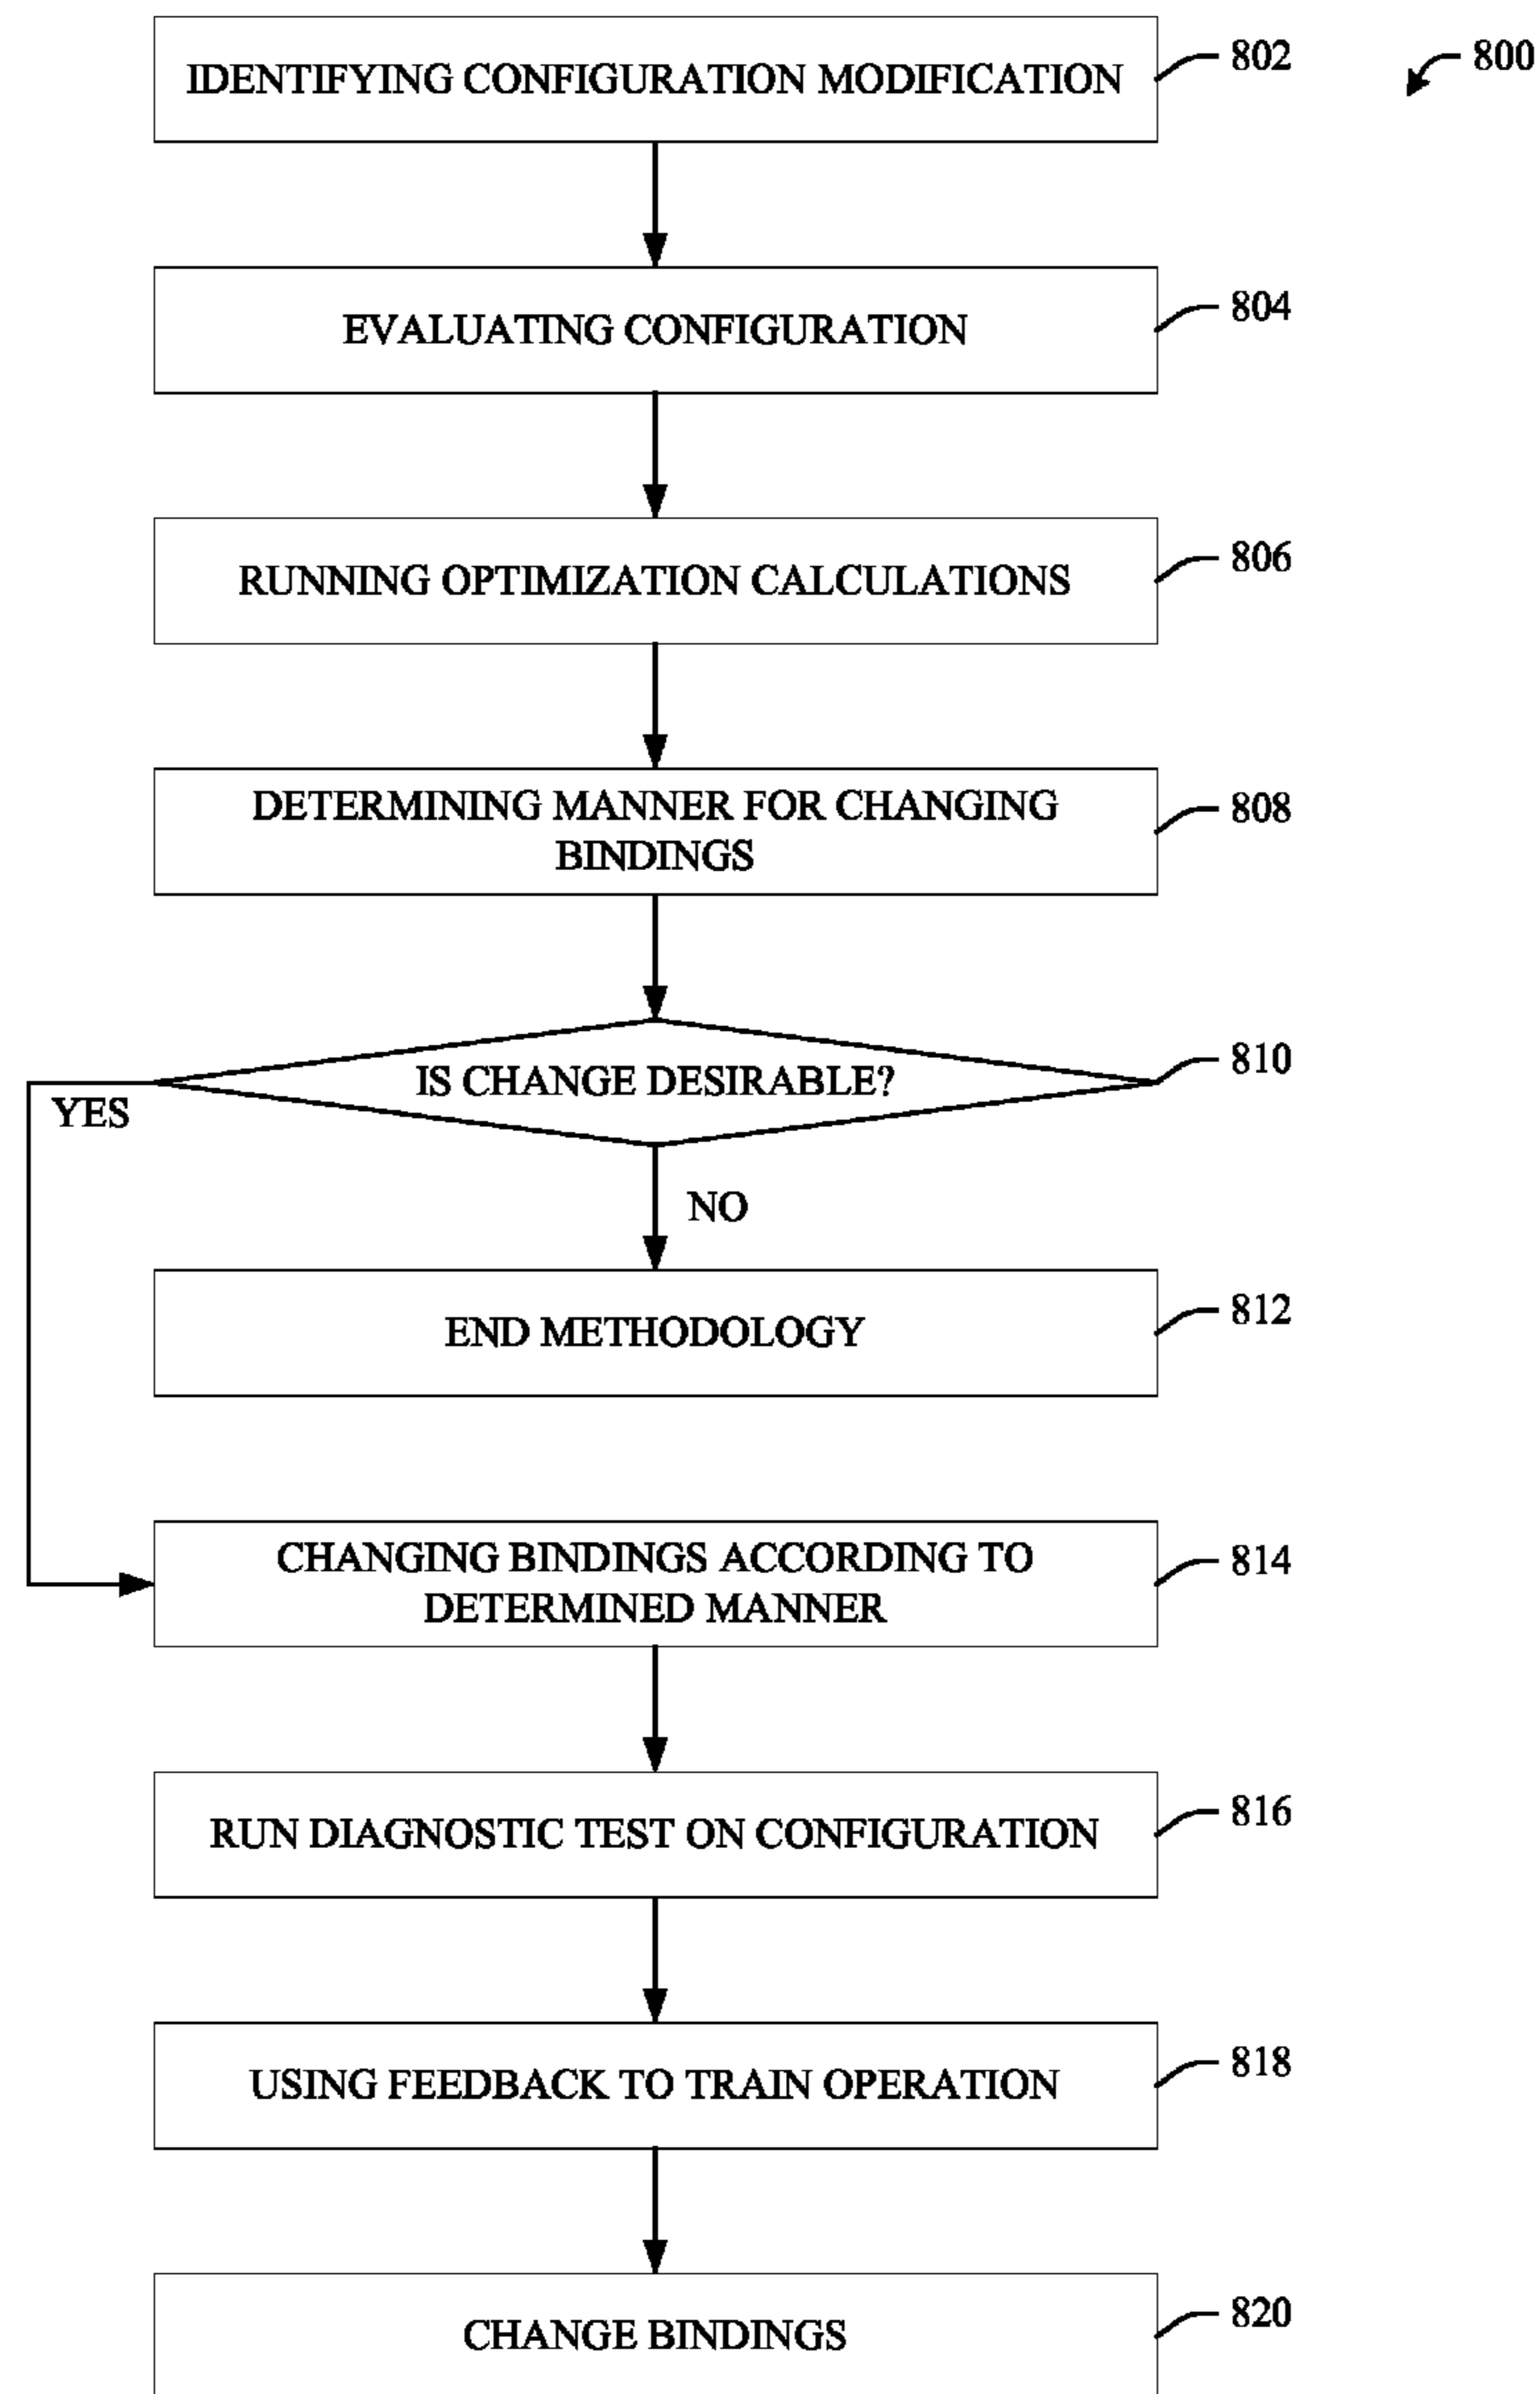 IDENTIFYING CONFIGURATION MODIFICATION
802
800
EVALUATING CONFIGURATION
804
RUNNING OPTIMIZATION CALCULATIONS
806
DETERMINING MANNER FOR CHANGING
BINDINGS
808
IS CHANGE DESIRABLE?
810
YES
NO
END METHODOLOGY
812
CHANGING BINDINGS ACCORDING TO
DETERMINED MANNER
814
RUN DIAGNOSTIC TEST ON CONFIGURATION
816
USING FEEDBACK TO TRAIN OPERATION
818
CHANGE BINDINGS
820